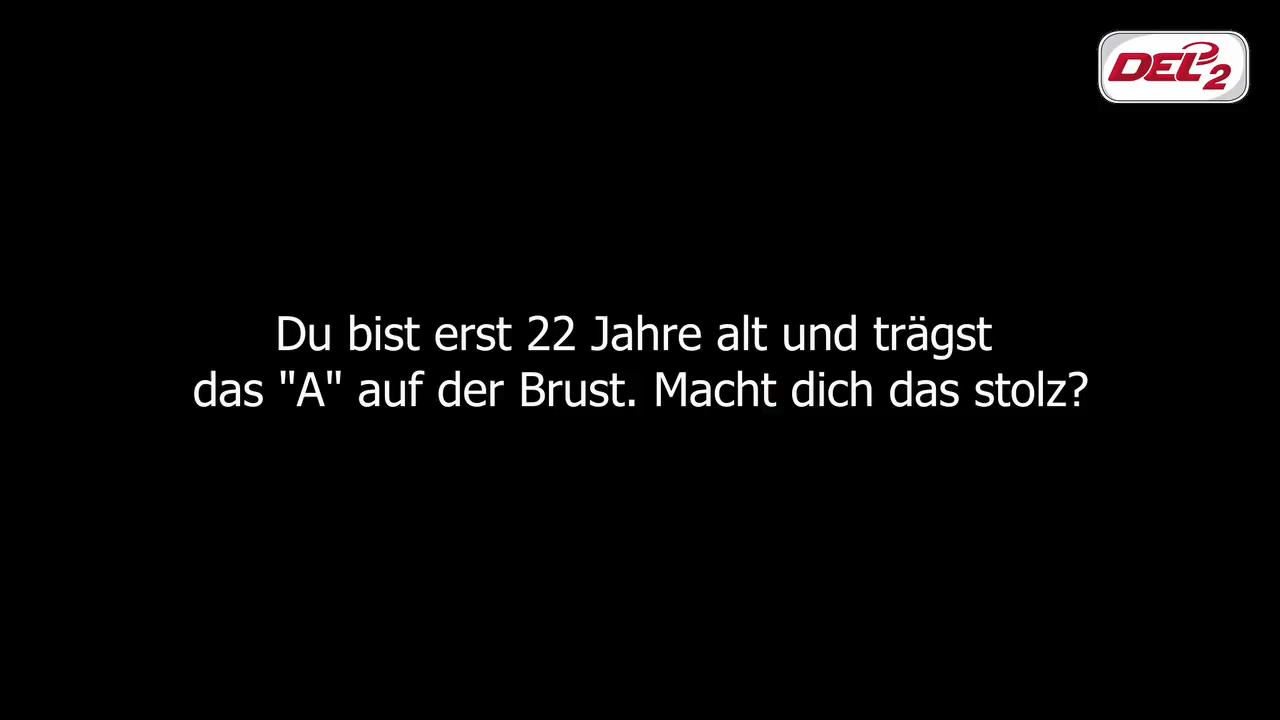 DEL2
Du bist erst 22 Jahre alt und trägst
das "A" auf der Brust. Macht dich das stolz?